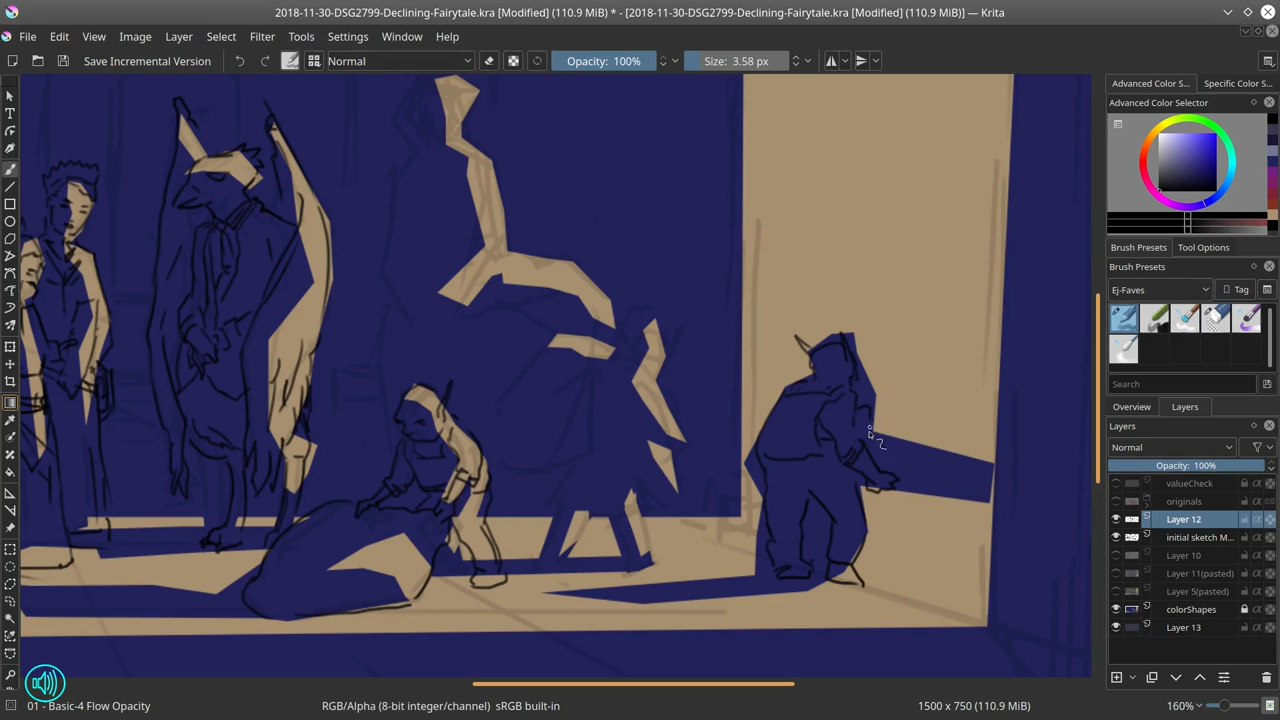 2018-11-30-DSG2799-Declining-Fairytale.kra [Modified] (110.9 MiB) * - [2018-11-30-DSG2799-Declining-Fairytale.kra [Modified] (110.9 MiB)] — Krita
File Edit View Image Layer Select Filter Tools Settings Window Help
Save Incremental Version Normal Opacity: 100% Size: 3.58 px
Advanced Color S... Specific Color S...
Advanced Color Selector
Brush Presets Tool Options
Brush Presets
Ej-Faves Tag
Search
Overview Layers
Layers
Normal
Opacity: 100%
valueCheck
originals
Layer 12
initial sketch M...
Layer 10
Layer 11(pasted)
Layer 5(pasted)
colorShapes
Layer 13
01 - Basic-4 Flow Opacity RGB/Alpha (8-bit integer/channel) sRGB built-in 1500 x 750 (110.9 MiB) 160%